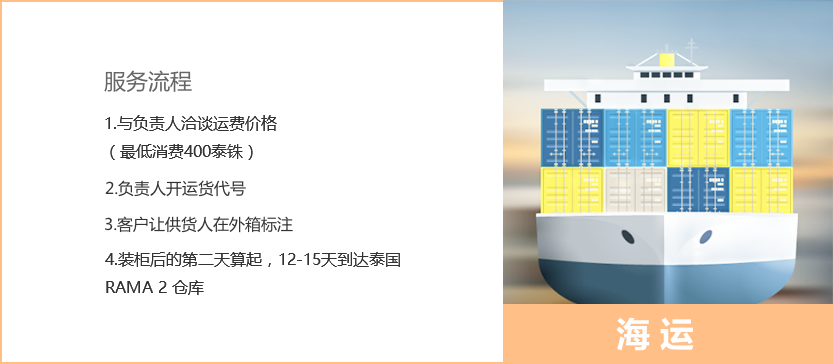 服务流程
1.与负责人洽谈运费价格
（最低消费400泰铢）
2.负责人开运货代号
3.客户让供货人在外箱标注
4.装柜后的第二天算起，12-15天到达泰国
RAMA 2 仓库
海运